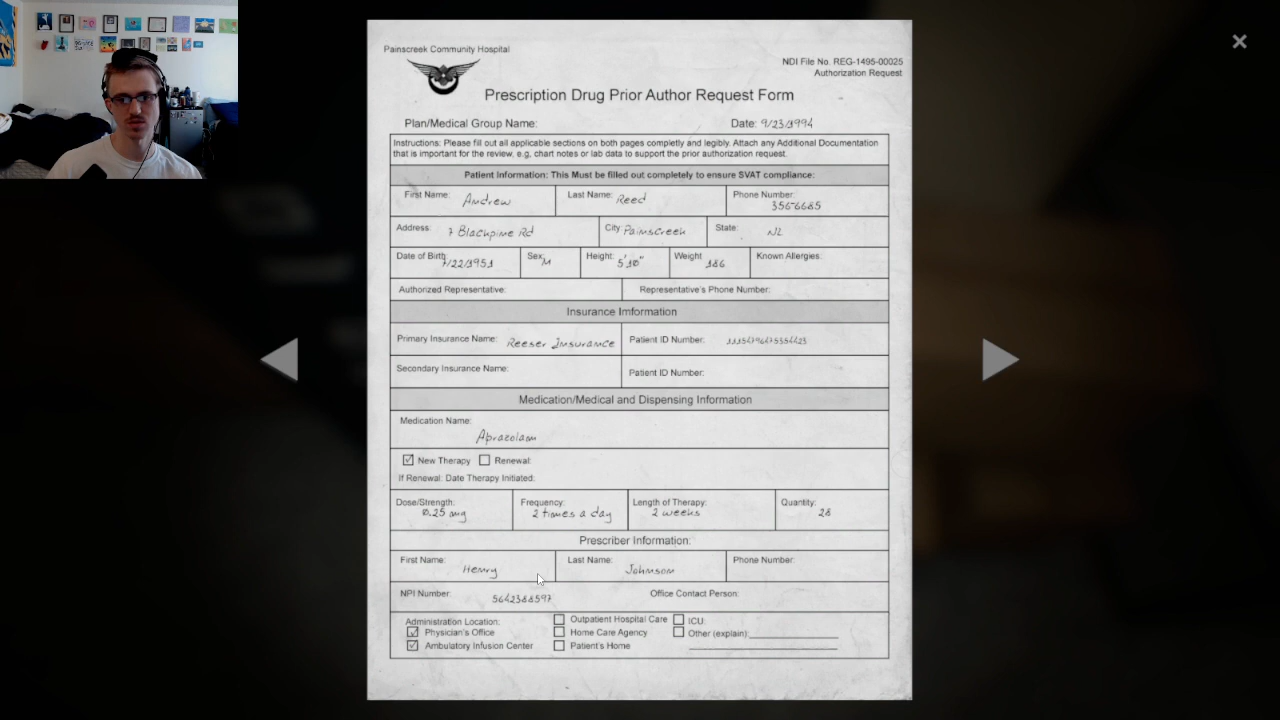 Painscreek Community Hospital
NDI File No. REG-1495-00025
Authorization Request
Prescription Drug Prior Author Request Form
Plan/Medical Group Name:
Date: 9/23/1994
Instructions: Please fill out all applicable sections on both pages completly and legibly. Attach any Additional Documentation
that is important for the review, e.g, chart notes or lab data to support the prior authorization request.
Patient Information: This Must be filled out completely to ensure SVAT compliance:
First Name: Andrew Last Name: Reed Phone Number: 356-6685
Address: 7 Blackpine Rd City Painscreek State:
Date of Birth 7/22/1951 Sex: M Height: 5'10" Weight 186 Known Allergies:
Authorized Representative: Representative's Phone Number:
Insurance Imformation
Primary Insurance Name: Reeser Insurance Patient ID Number:
Secondary Insurance Name: Patient ID Number:
Medication/Medical and Dispensing Information
Medication Name:
Aprazolam
New Therapy Renewal:
If Renewal: Date Therapy Initiated:
Dose/Strength: Frequency: Length of Therapy: Quantity:
0.25 mg 2 times a day 2 weeks 28
Prescriber Information:
First Name: Henry Last Name: Johnson Phone Number:
NPI Number: 5642388597 Office Contact Person:
Administration Location:
Physician's Office
Ambulatory Infusion Center
Outpatient Hospital Care
Home Care Agency
Patient's Home
ICU:
Other (explain):